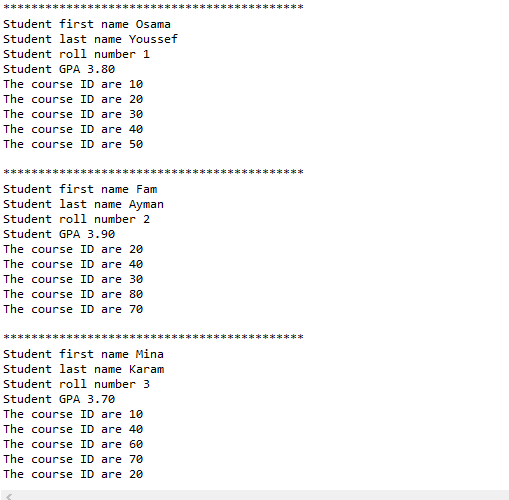 *******************************************
Student first name Osama
Student last name Youssef
Student roll number 1
Student GPA 3.80
The course ID are 10
The course ID are 20
The course ID are 30
The course ID are 40
The course ID are 50
*******************************************
Student first name Fam
Student last name Ayman
Student roll number 2
Student GPA 3.90
The course ID are 20
The course ID are 40
The course ID are 30
The course ID are 80
The course ID are 70
*******************************************
Student first name Mina
Student last name Karam
Student roll number 3
Student GPA 3.70
The course ID are 10
The course ID are 40
The course ID are 60
The course ID are 70
The course ID are 20